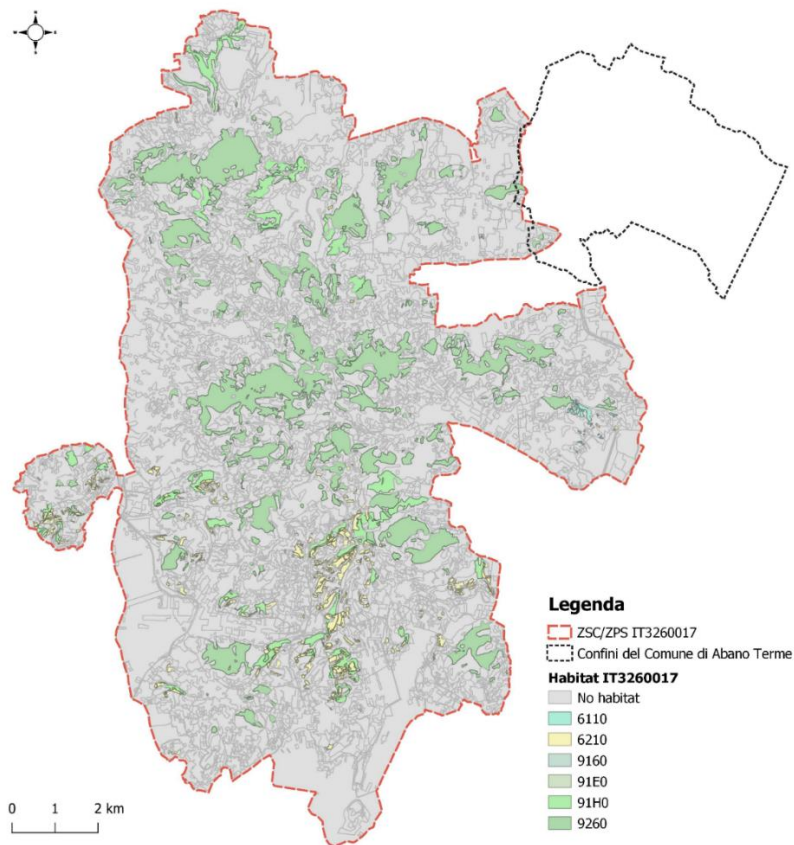 Legenda
ZSC/ZPS IT3260017
Confini del Comune di Abano Terme
Habitat IT3260017
No habitat
6110
6210
9160
91E0
91H0
9260
0 1 2 km